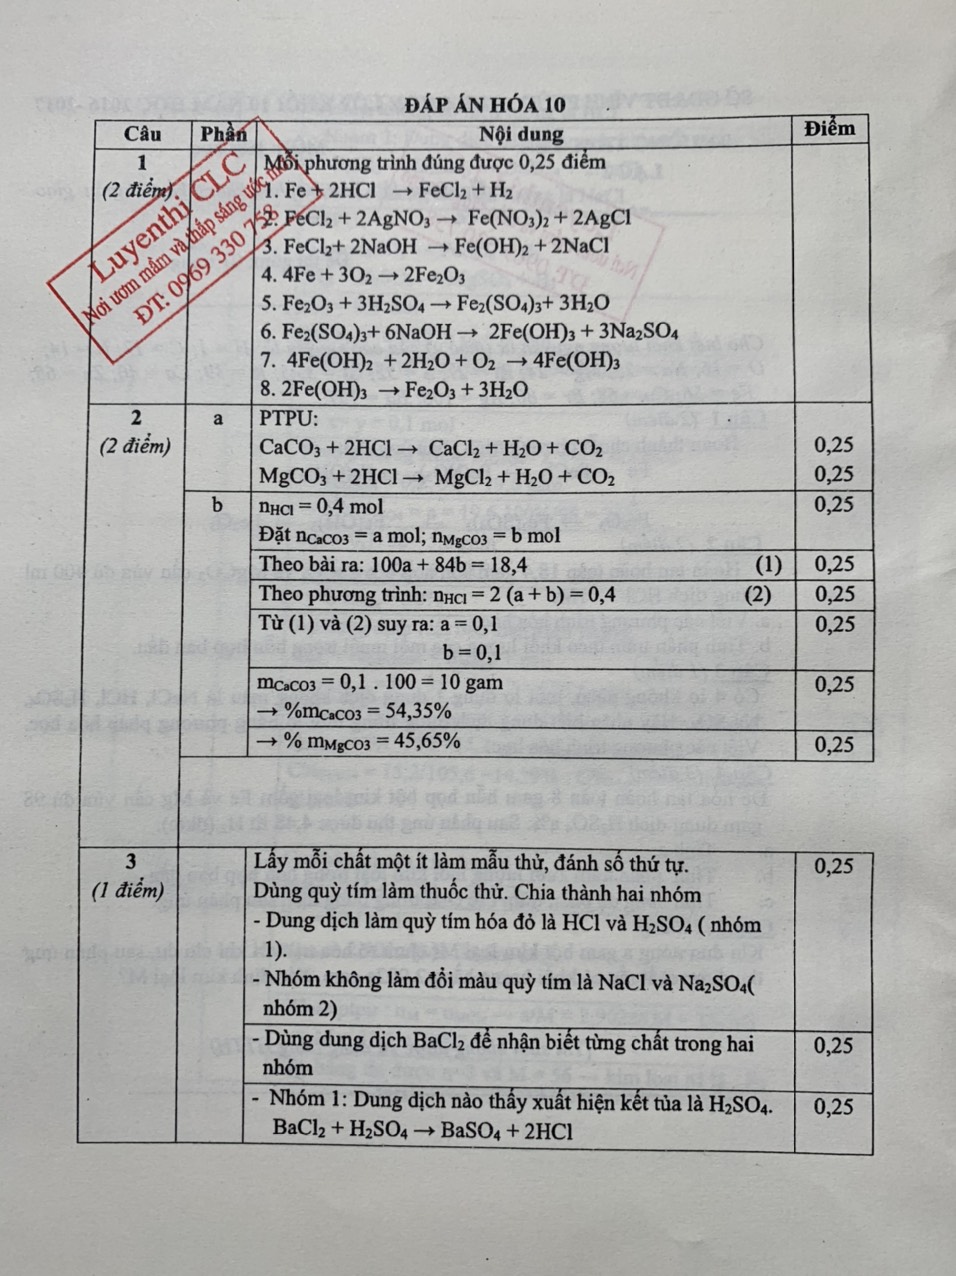 ĐÁP ÁN HÓA 10
Câu Phần Nội dung Điểm
1 Mỗi phương trình đúng được 0,25 điểm
(2 điểm) 1. Fe + 2HCl → FeCl₂ + H₂
2. FeCl₂ + 2AgNO₃ → Fe(NO₃)₂ + 2AgCl
3. FeCl₂+ 2NaOH → Fe(OH)₂ + 2NaCl
4. 4Fe + 3O₂ → 2Fe₂O₃
5. Fe₂O₃ + 3H₂SO₄ → Fe₂(SO₄)₃+ 3H₂O
6. Fe₂(SO₄)₃+ 6NaOH → 2Fe(OH)₃ + 3Na₂SO₄
7. 4Fe(OH)₂ + 2H₂O + O₂ → 4Fe(OH)₃
8. 2Fe(OH)₃ → Fe₂O₃ + 3H₂O
Luyenthi CLC
Nơi ươm mầm và thắp sáng ước mơ
ĐT: 0969 330 758
2 a PTPU:
(2 điểm) CaCO₃ + 2HCl → CaCl₂ + H₂O + CO₂ 0,25
MgCO₃ + 2HCl → MgCl₂ + H₂O + CO₂ 0,25
b nHCl = 0,4 mol 0,25
Đặt nCaCO3 = a mol; nMgCO3 = b mol
Theo bài ra: 100a + 84b = 18,4 (1) 0,25
Theo phương trình: nHCl = 2 (a + b) = 0,4 (2) 0,25
Từ (1) và (2) suy ra: a = 0,1 0,25
b = 0,1
mCaCO3 = 0,1 . 100 = 10 gam 0,25
→ %mCaCO3 = 54,35%
→ % mMgCO3 = 45,65% 0,25
3 Lấy mỗi chất một ít làm mẫu thử, đánh số thứ tự. 0,25
(1 điểm) Dùng quỳ tím làm thuốc thử. Chia thành hai nhóm
- Dung dịch làm quỳ tím hóa đỏ là HCl và H₂SO₄ ( nhóm
1).
- Nhóm không làm đổi màu quỳ tím là NaCl và Na₂SO₄(
nhóm 2)
- Dùng dung dịch BaCl₂ để nhận biết từng chất trong hai 0,25
nhóm
- Nhóm 1: Dung dịch nào thấy xuất hiện kết tủa là H₂SO₄. 0,25
BaCl₂ + H₂SO₄ → BaSO₄ + 2HCl